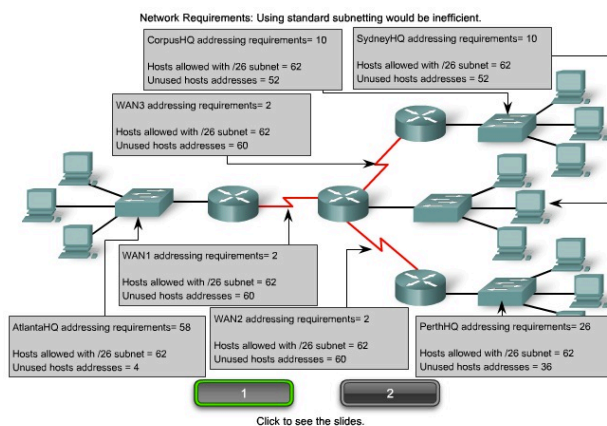 Network Requirements: Using standard subnetting would be inefficient.
CorpusHQ addressing requirements= 10
Hosts allowed with /26 subnet = 62
Unused hosts addresses = 52
SydneyHQ addressing requirements= 10
Hosts allowed with /26 subnet = 62
Unused hosts addresses = 52
WAN3 addressing requirements= 2
Hosts allowed with /26 subnet = 62
Unused hosts addresses = 60
WAN1 addressing requirements= 2
Hosts allowed with /26 subnet = 62
Unused hosts addresses = 60
AtlantaHQ addressing requirements= 58
Hosts allowed with /26 subnet = 62
Unused hosts addresses = 4
WAN2 addressing requirements= 2
Hosts allowed with /26 subnet = 62
Unused hosts addresses = 60
PerthHQ addressing requirements= 26
Hosts allowed with /26 subnet = 62
Unused hosts addresses = 36
1
2
Click to see the slides.